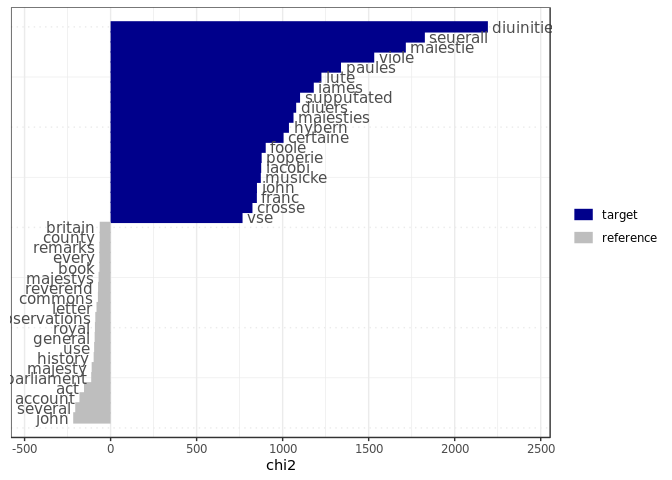 diuinitie
seuerall
maiestie
viole
paules
lute
iames
supputated
diuers
maiesties
hybern
certaine
foole
poperie
iacobi
musicke
iohn
franc
crosse
vse
britain
county
remarks
every
book
majestys
reverend
commons
letter
servations
royal
general
use
history
majesty
parliament
act
account
several
john
target
reference
-500 0 500 1000 1500 2000 2500
chi2